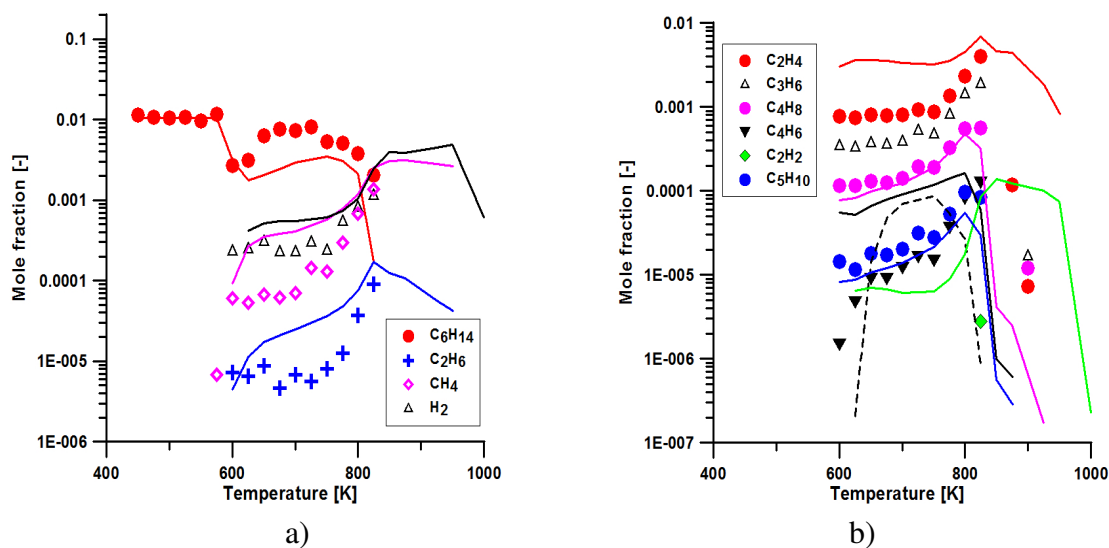 0.1
0.01
0.001
0.0001
1E-005
1E-006
Mole fraction [-]
400
600
800
1000
Temperature [K]
C6H14
C2H6
CH4
H2
a)
0.01
0.001
0.0001
1E-005
1E-006
1E-007
Mole fraction [-]
400
600
800
1000
Temperature [K]
C2H4
C3H6
C4H8
C4H6
C2H2
C5H10
b)